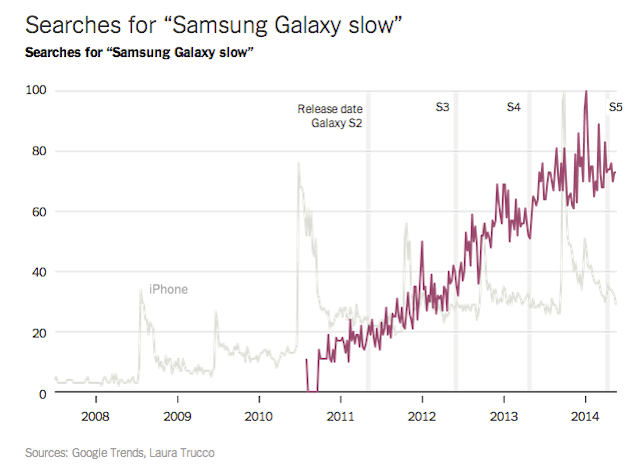 Searches for “Samsung Galaxy slow”
Searches for “Samsung Galaxy slow”
100
80
60
40
20
0
Release date
Galaxy S2
S3
S4
S5
iPhone
2008
2009
2010
2011
2012
2013
2014
Sources: Google Trends, Laura Trucco